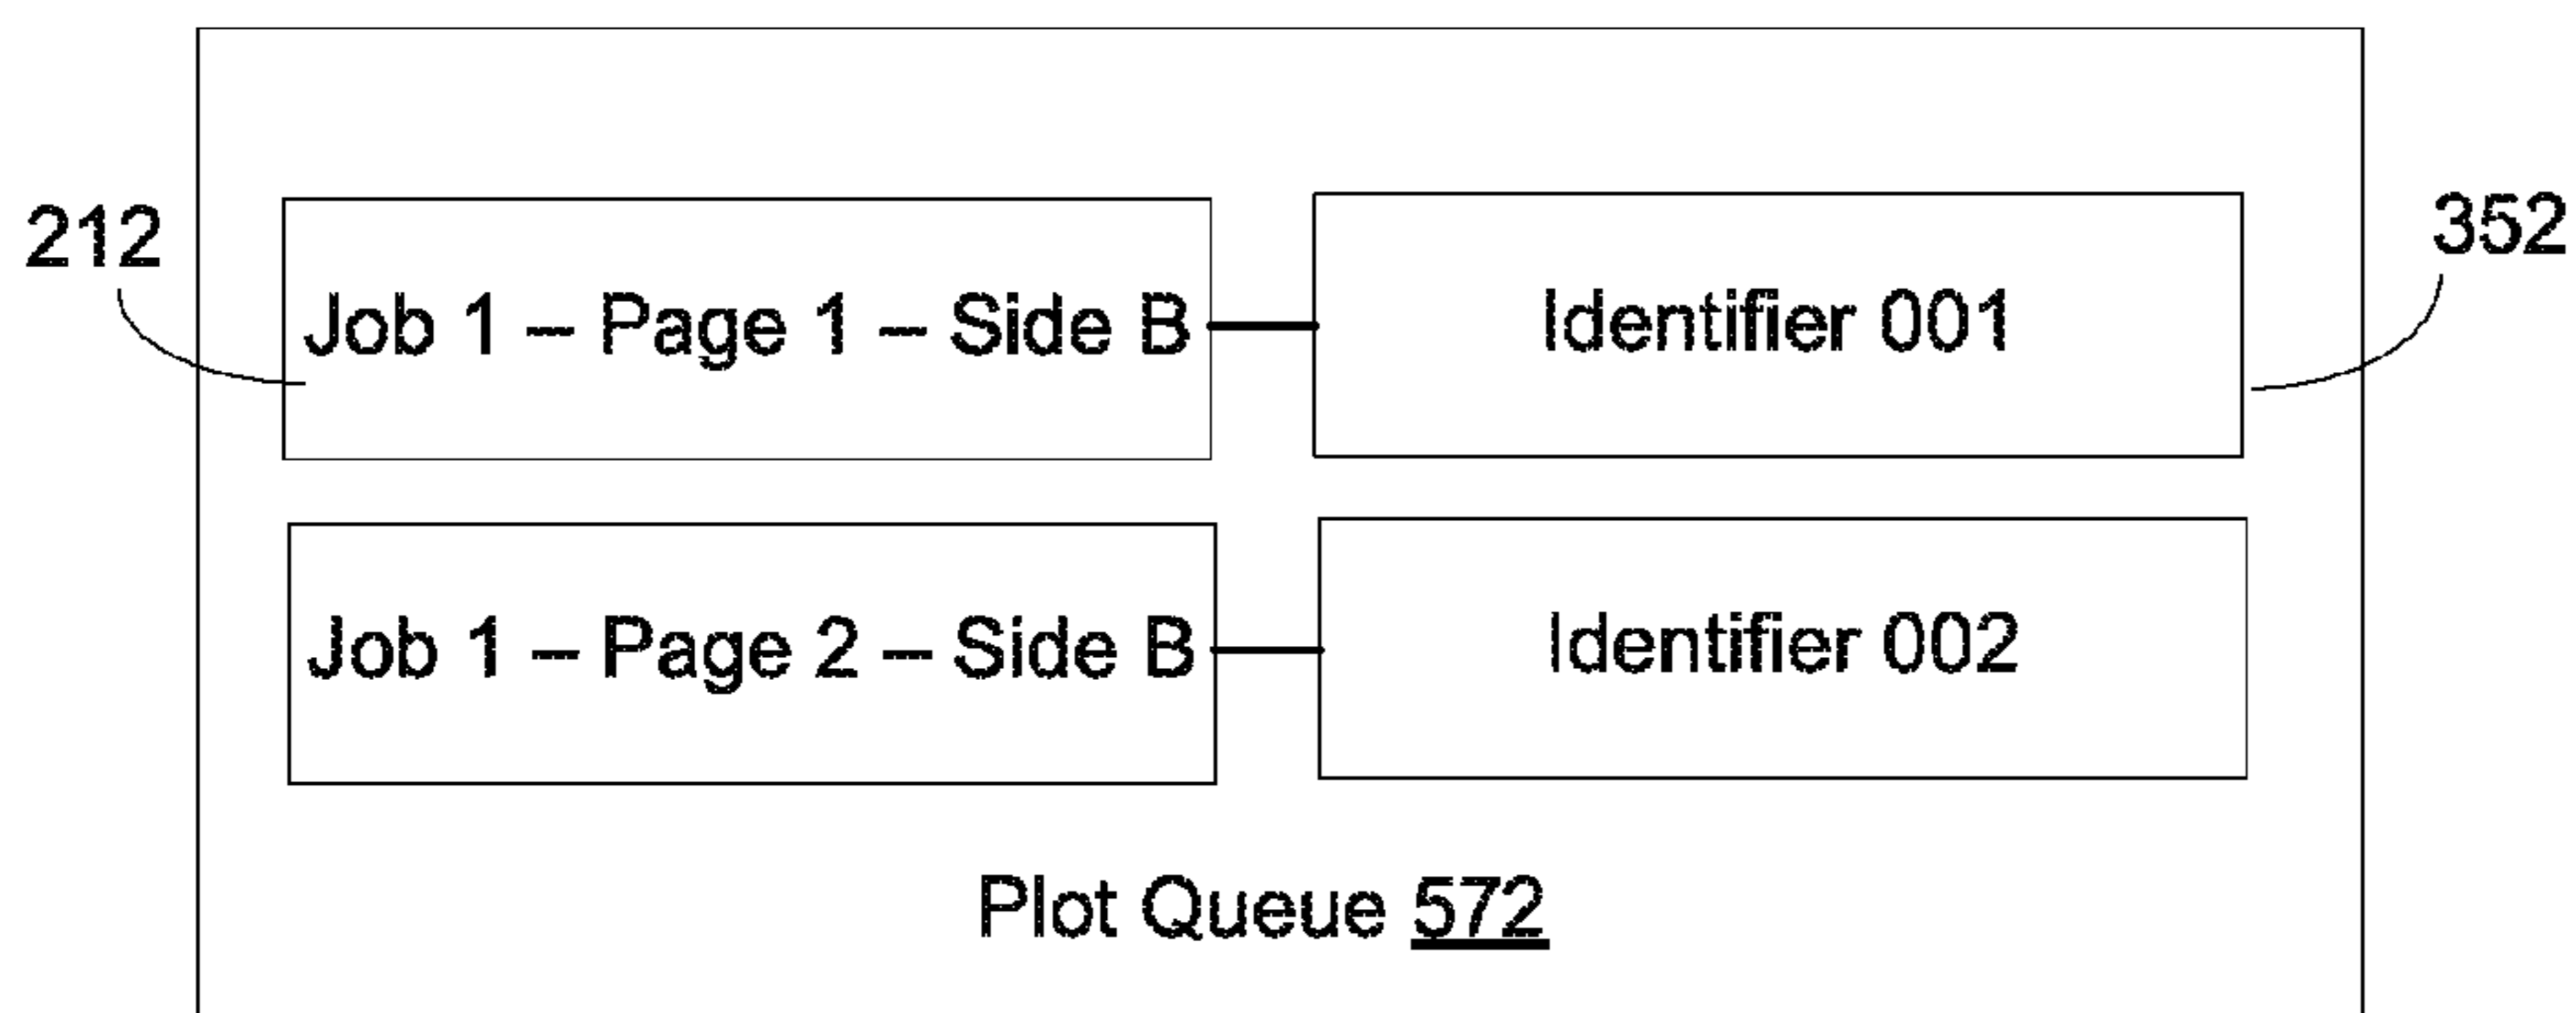 212
352
Job 1 – Page 1 – Side B
Identifier 001
Job 1 – Page 2 – Side B
Identifier 002
Plot Queue 572